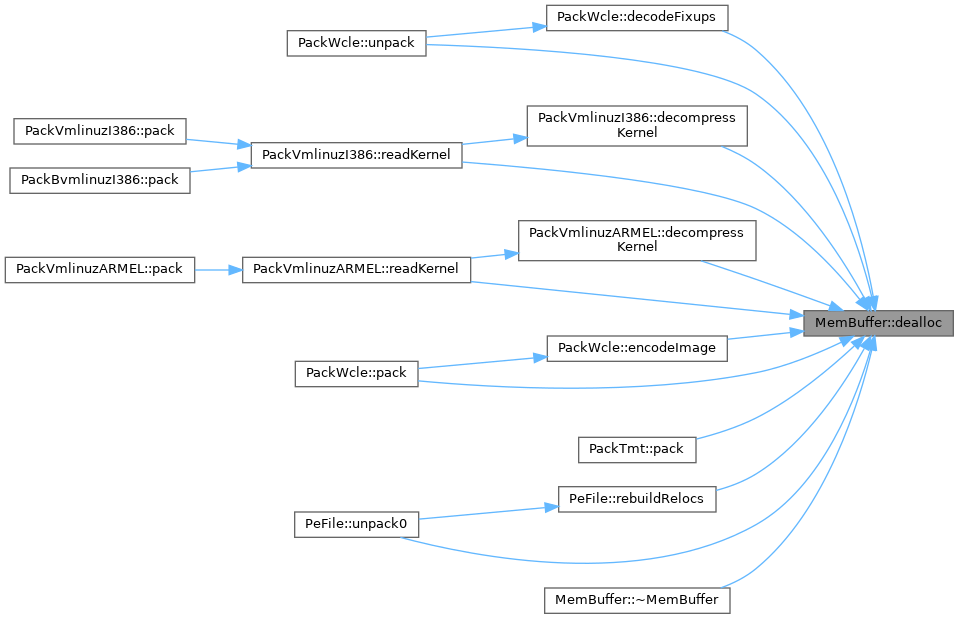 PackWcle::decodeFixups
PackWcle::unpack
PackVmlinuzI386::decompress
Kernel
PackVmlinuzI386::pack
PackVmlinuzI386::readKernel
PackBvmlinuzI386::pack
PackVmlinuzARMEL::decompress
Kernel
PackVmlinuzARMEL::pack
PackVmlinuzARMEL::readKernel
MemBuffer::dealloc
PackWcle::encodeImage
PackWcle::pack
PackTmt::pack
PeFile::rebuildRelocs
PeFile::unpack0
MemBuffer::~MemBuffer